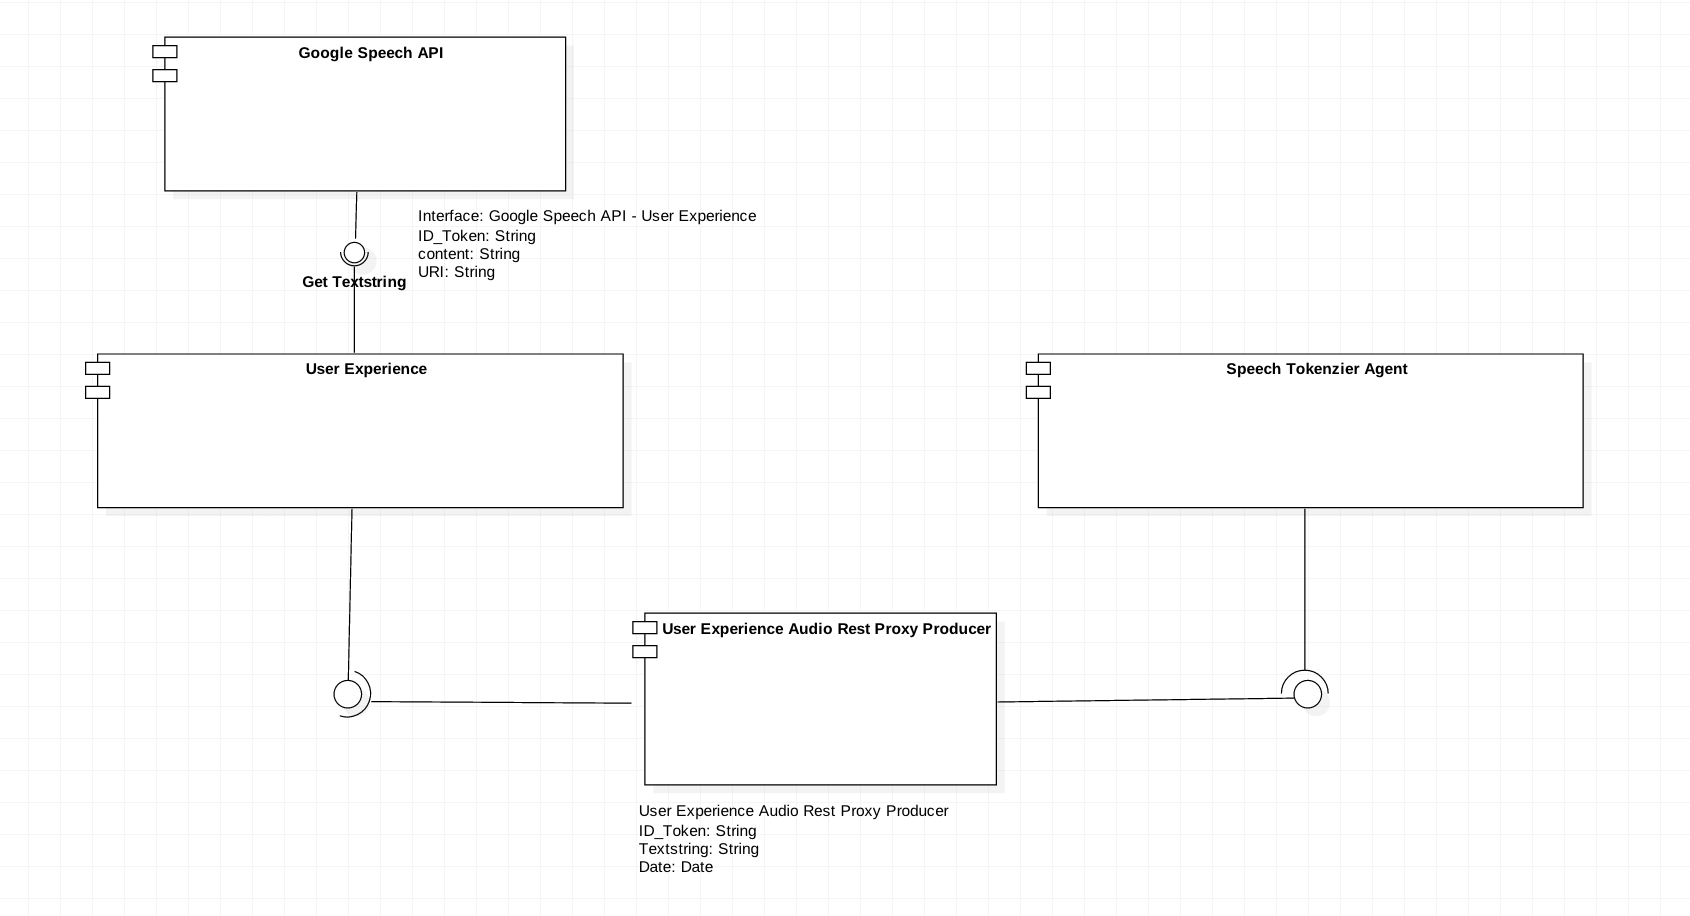 Google Speech API
Interface: Google Speech API - User Experience
ID_Token: String
content: String
URI: String
Get Textstring
User Experience
Speech Tokenzier Agent
User Experience Audio Rest Proxy Producer
User Experience Audio Rest Proxy Producer
ID_Token: String
Textstring: String
Date: Date